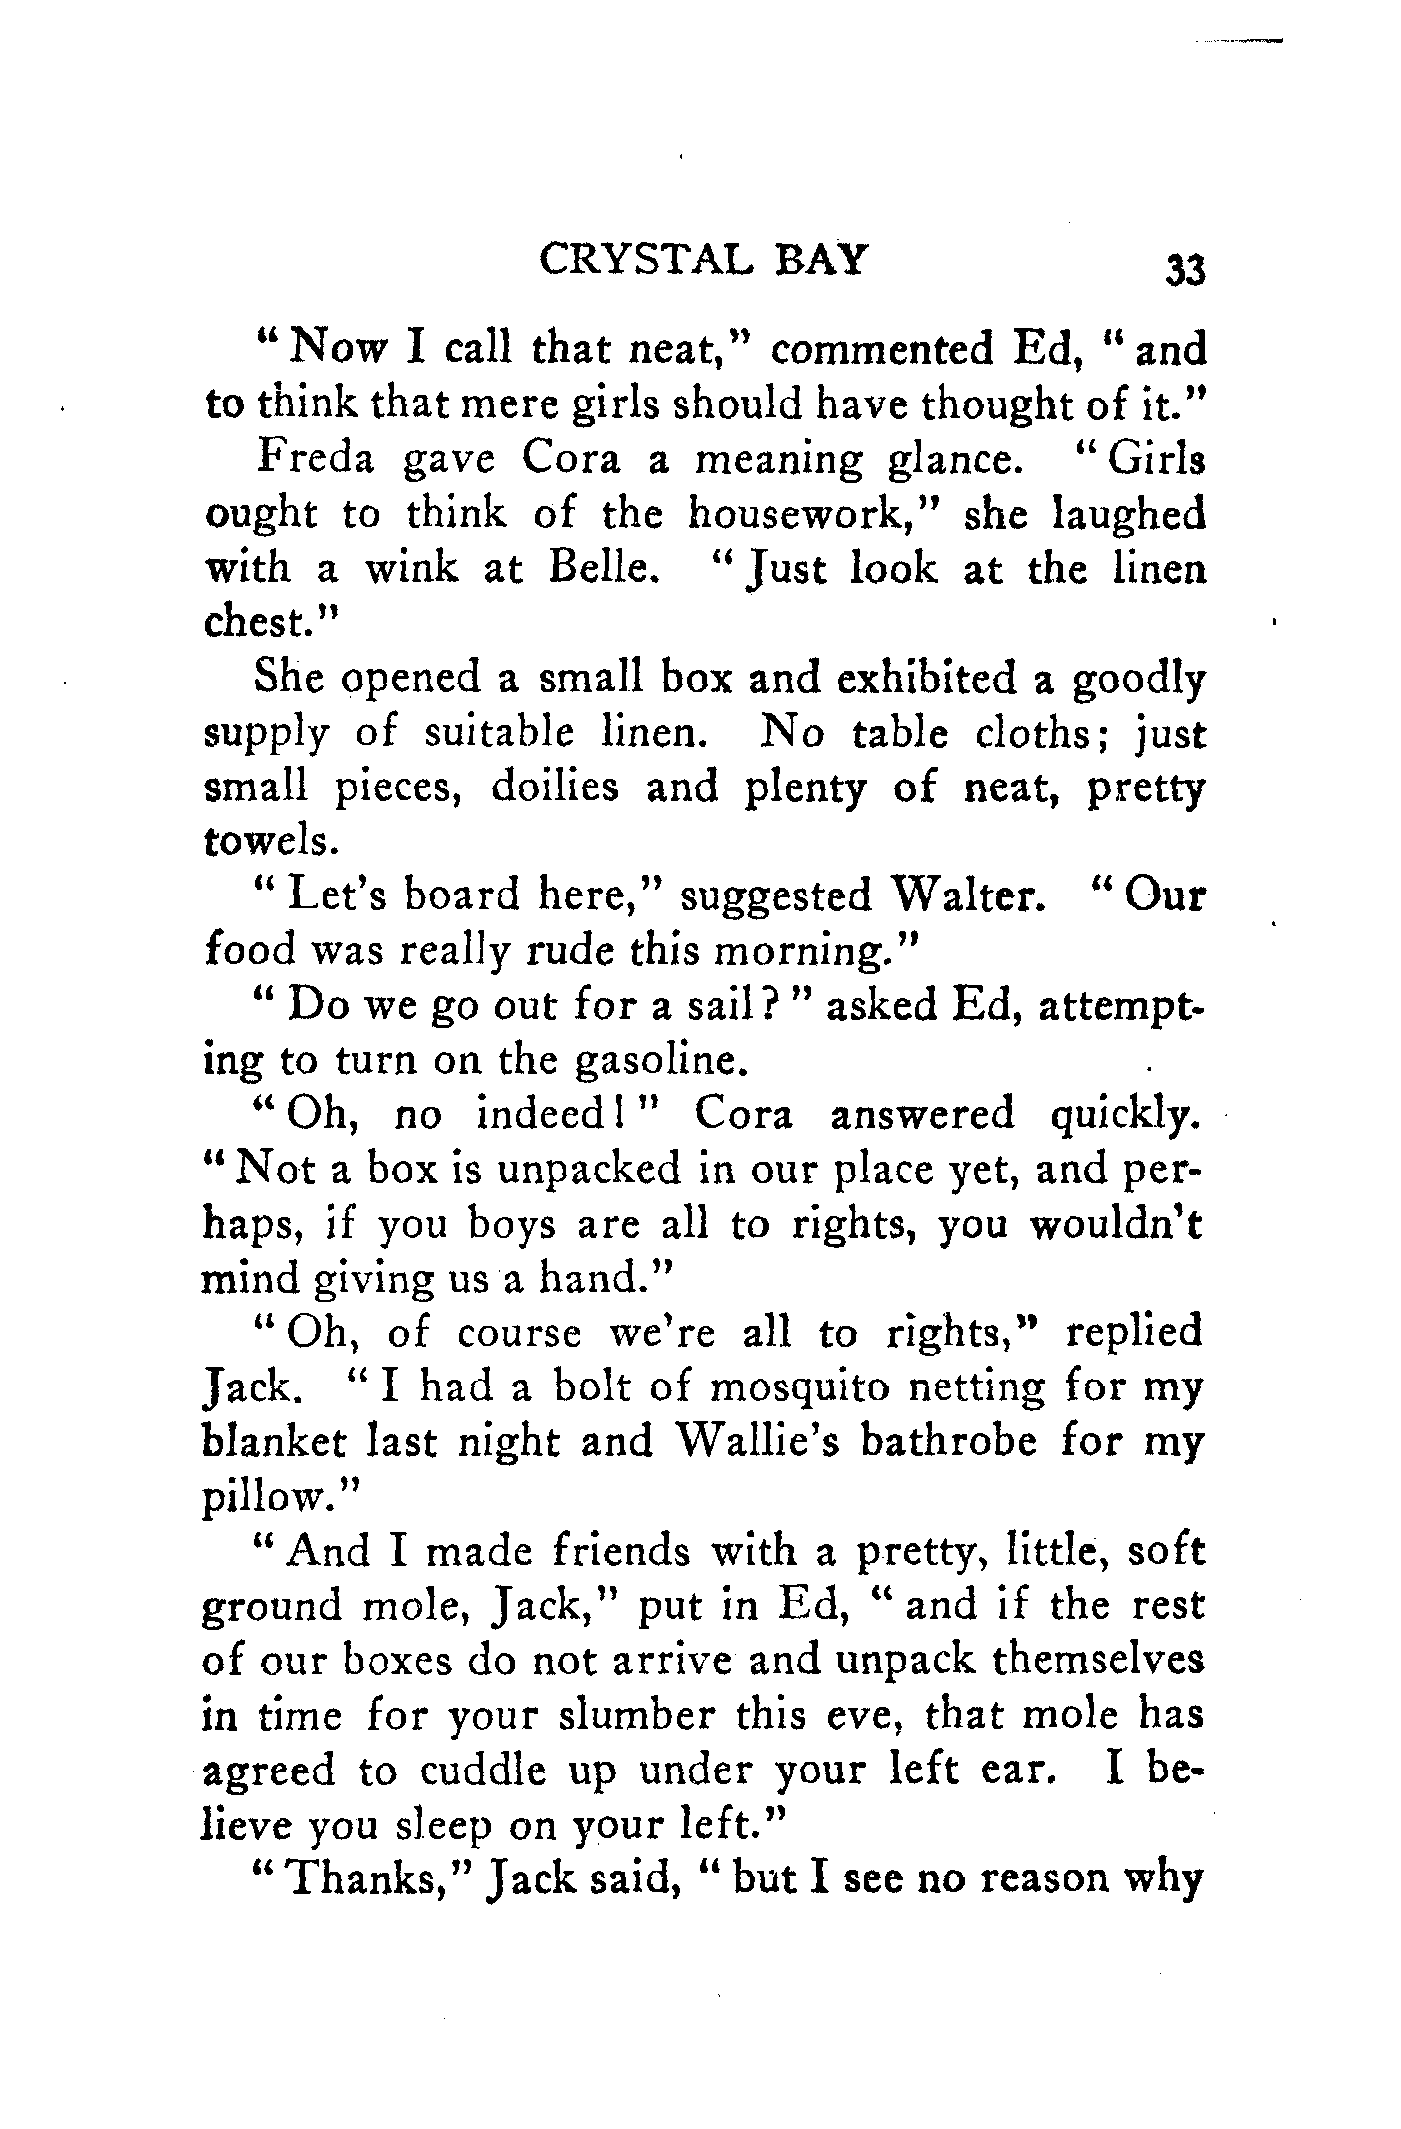 CRYSTAL BAY 33
" Now I call that neat," commented Ed, " and
to think that mere girls should have thought of it."
Freda gave Cora a meaning glance. " Girls
ought to think of the housework," she laughed
with a wink at Belle. " Just look at the linen
chest."
She opened a small box and exhibited a goodly
supply of suitable linen. No table cloths; just
small pieces, doilies and plenty of neat, pretty
towels.
" Let's board here," suggested Walter. " Our
food was really rude this morning."
" Do we go out for a sail? " asked Ed, attempt-
ing to turn on the gasoline.
" Oh, no indeed! " Cora answered quickly.
" Not a box is unpacked in our place yet, and per-
haps, if you boys are all to rights, you wouldn't
mind giving us a hand."
" Oh, of course we're all to rights," replied
Jack. " I had a bolt of mosquito netting for my
blanket last night and Wallie's bathrobe for my
pillow."
" And I made friends with a pretty, little, soft
ground mole, Jack," put in Ed, " and if the rest
of our boxes do not arrive and unpack themselves
in time for your slumber this eve, that mole has
agreed to cuddle up under your left ear. I be-
lieve you sleep on your left."
" Thanks," Jack said, " but I see no reason why